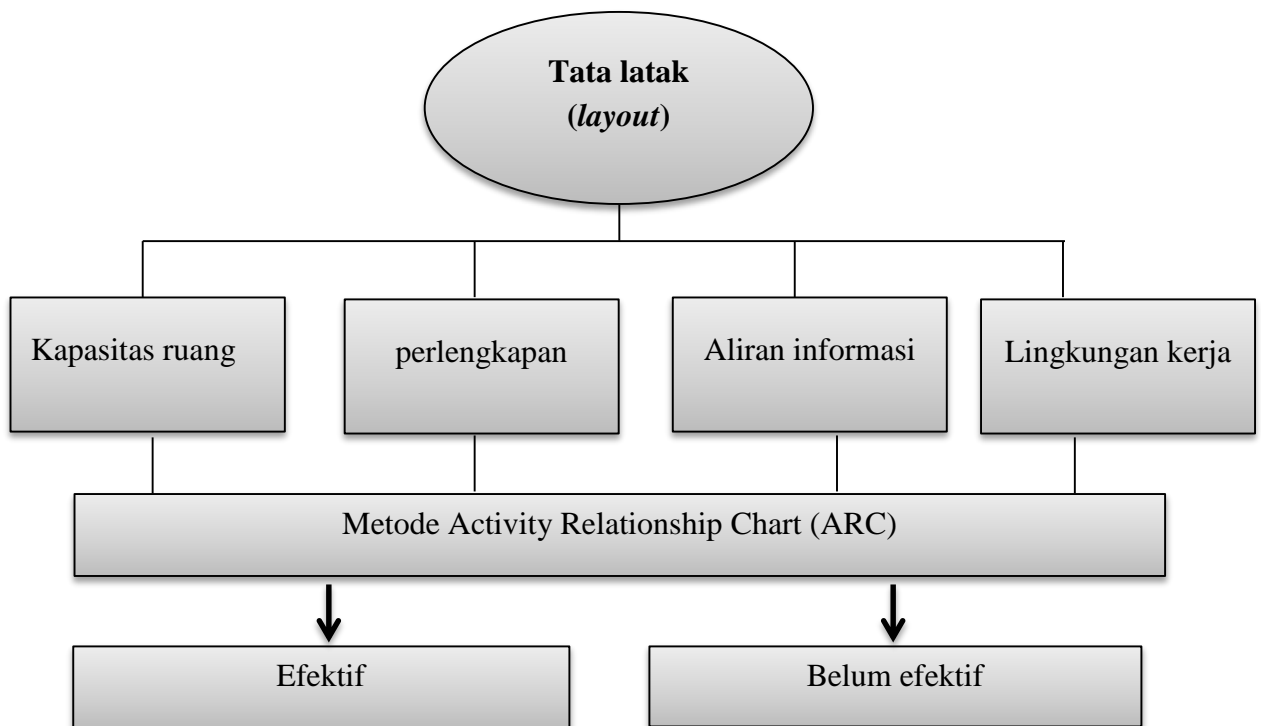 Tata latak
(layout)
Kapasitas ruang
perlengkapan
Aliran informasi
Lingkungan kerja
Metode Activity Relationship Chart (ARC)
Efektif
Belum efektif